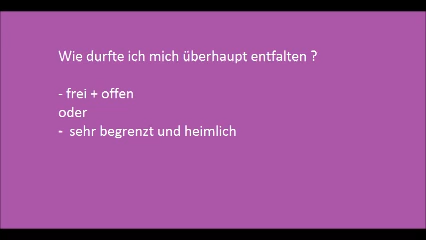 Wie durfte ich mich überhaupt entfalten ?
- frei + offen
oder
- sehr begrenzt und heimlich